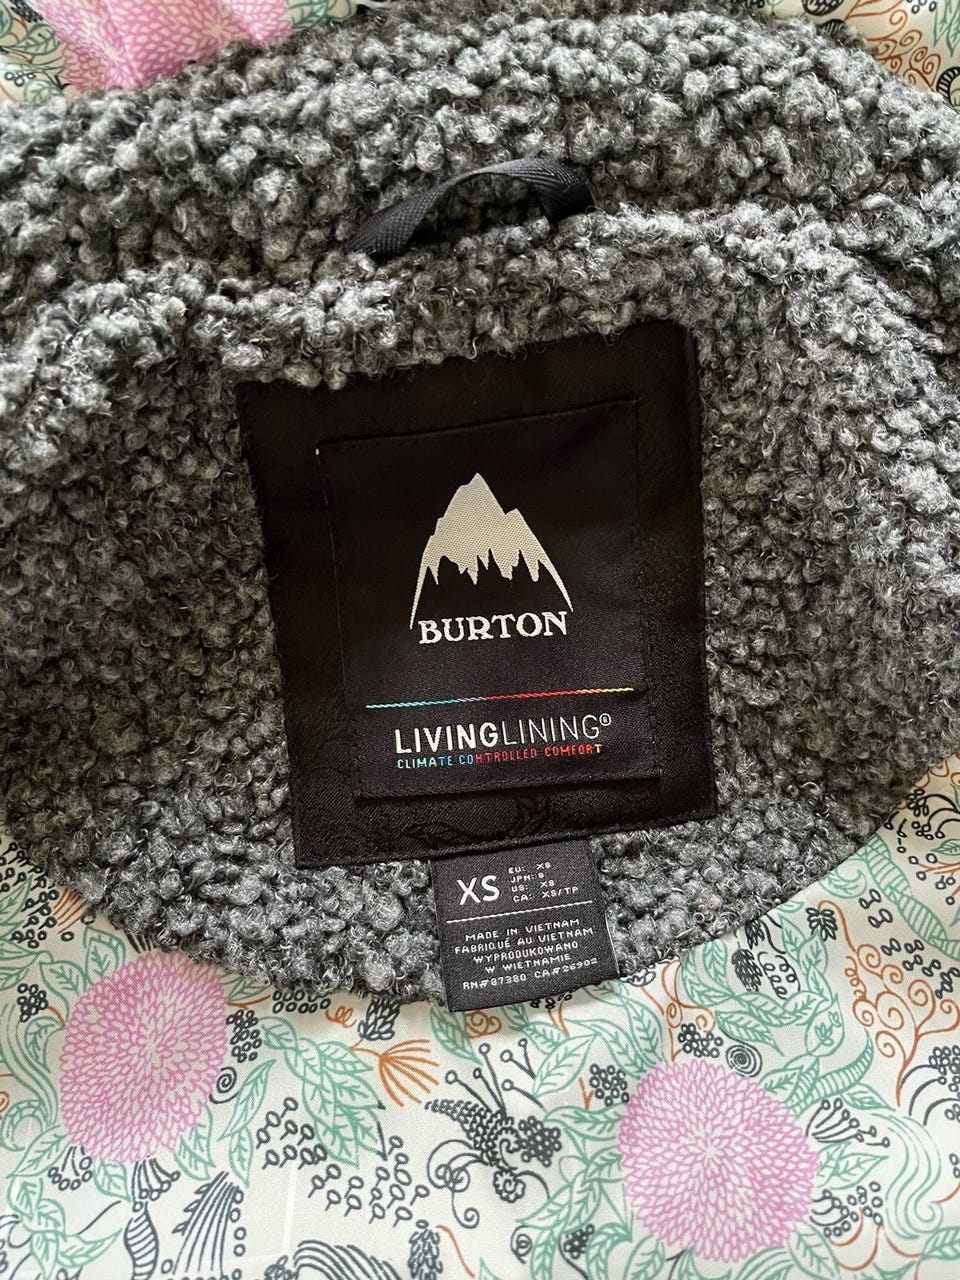 BURTON
LIVINGLINING®
CLIMATE CONTROLLED COMFORT
XS
EU: XS
JPN: S
US: XS
CA: XS/TP
MADE IN VIETNAM
FABRIQUÉ AU VIETNAM
WYPRODUKOWANO
W WIETNAMIE
RN#87380 CA#26902